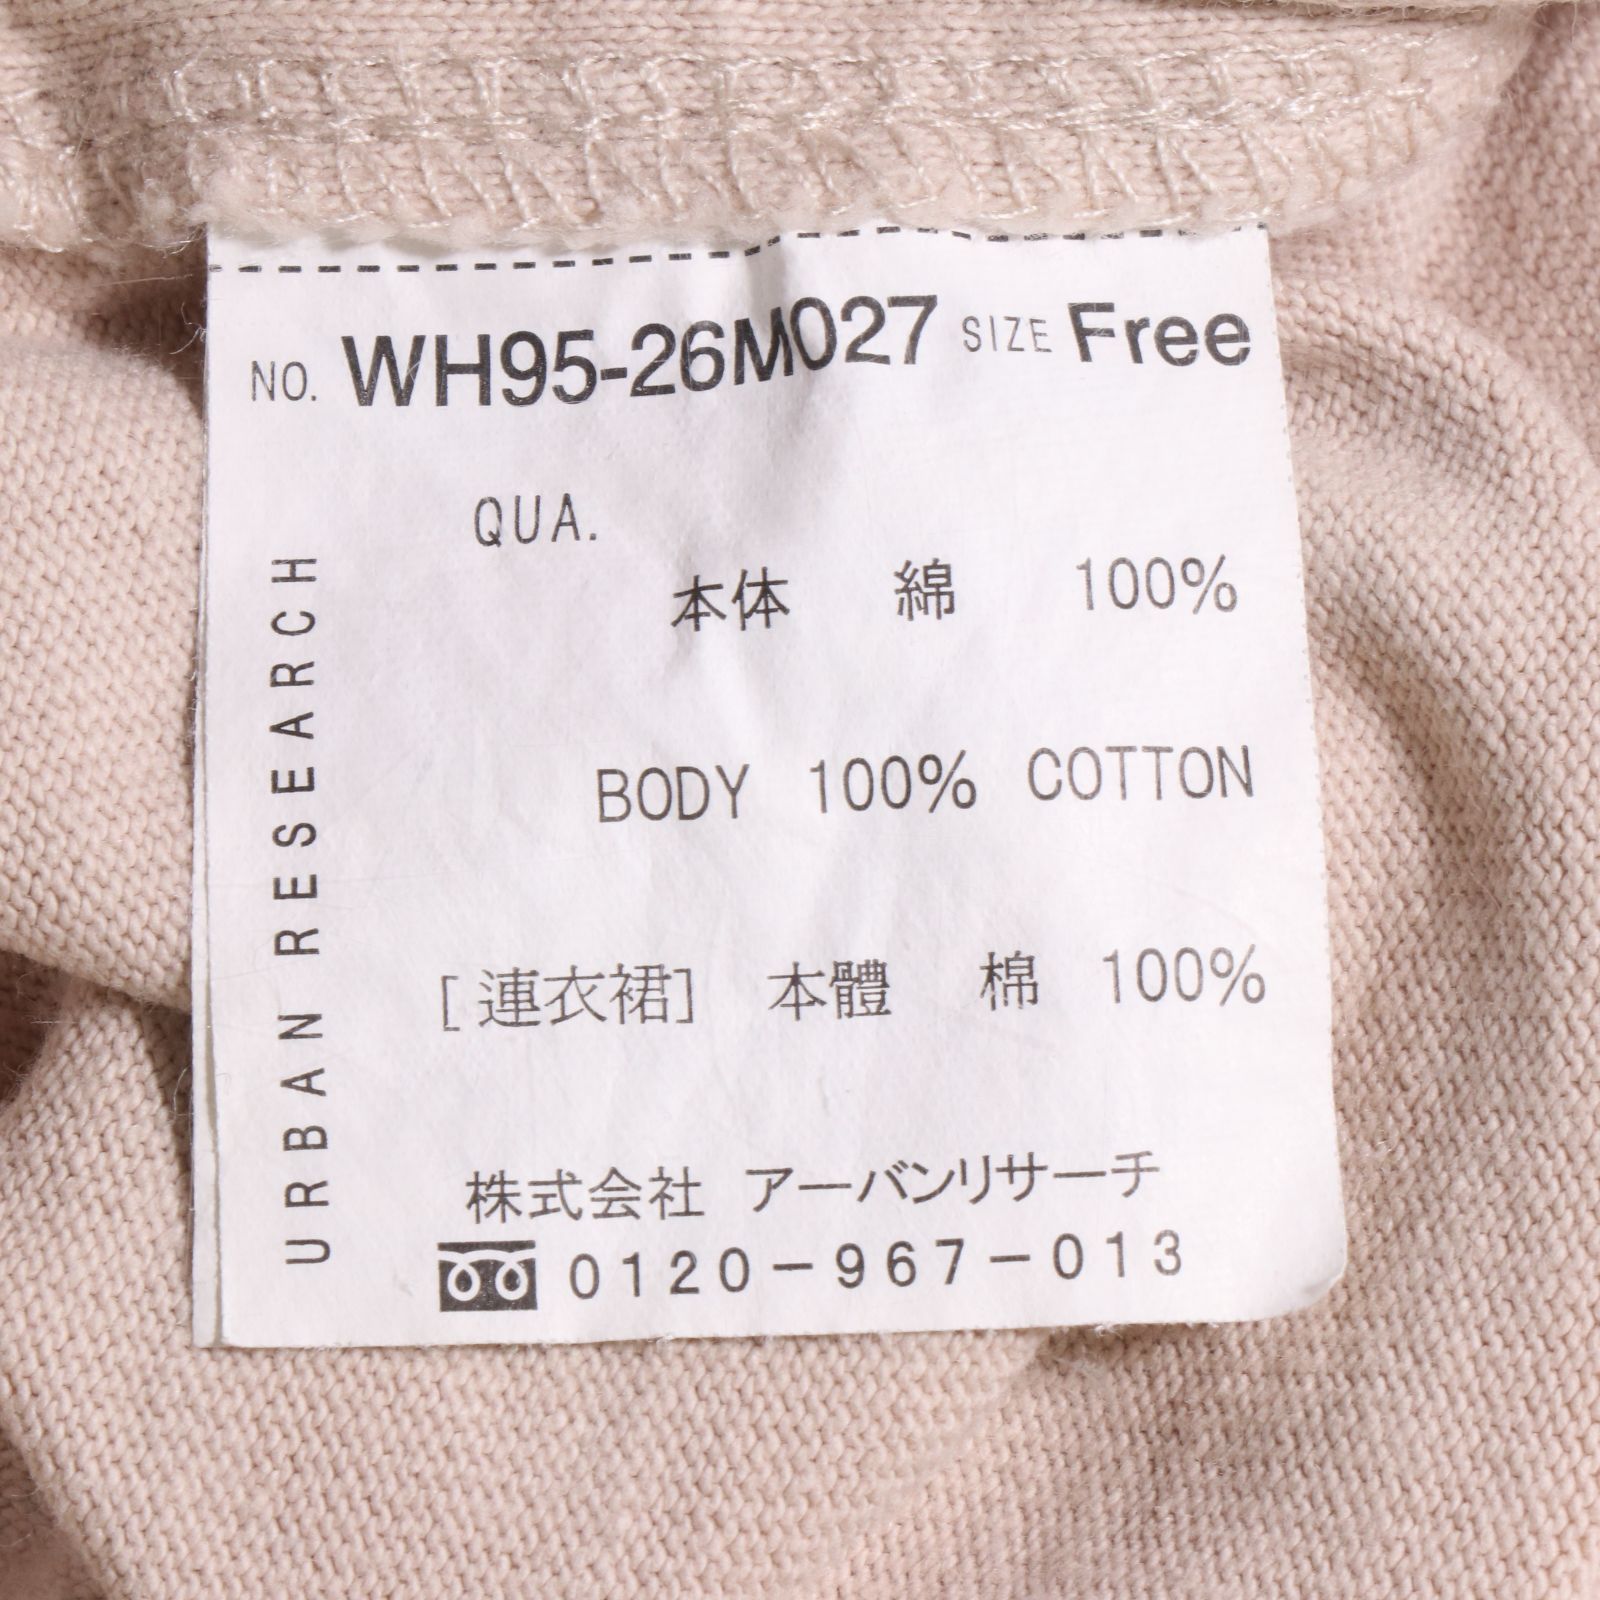 NO. WH95-26M027 SIZE Free
QUA.
本体 綿 100%
BODY 100% COTTON
[連衣裙] 本體 棉 100%
株式会社 アーバンリサーチ
0120-967-013
URBAN RESEARCH